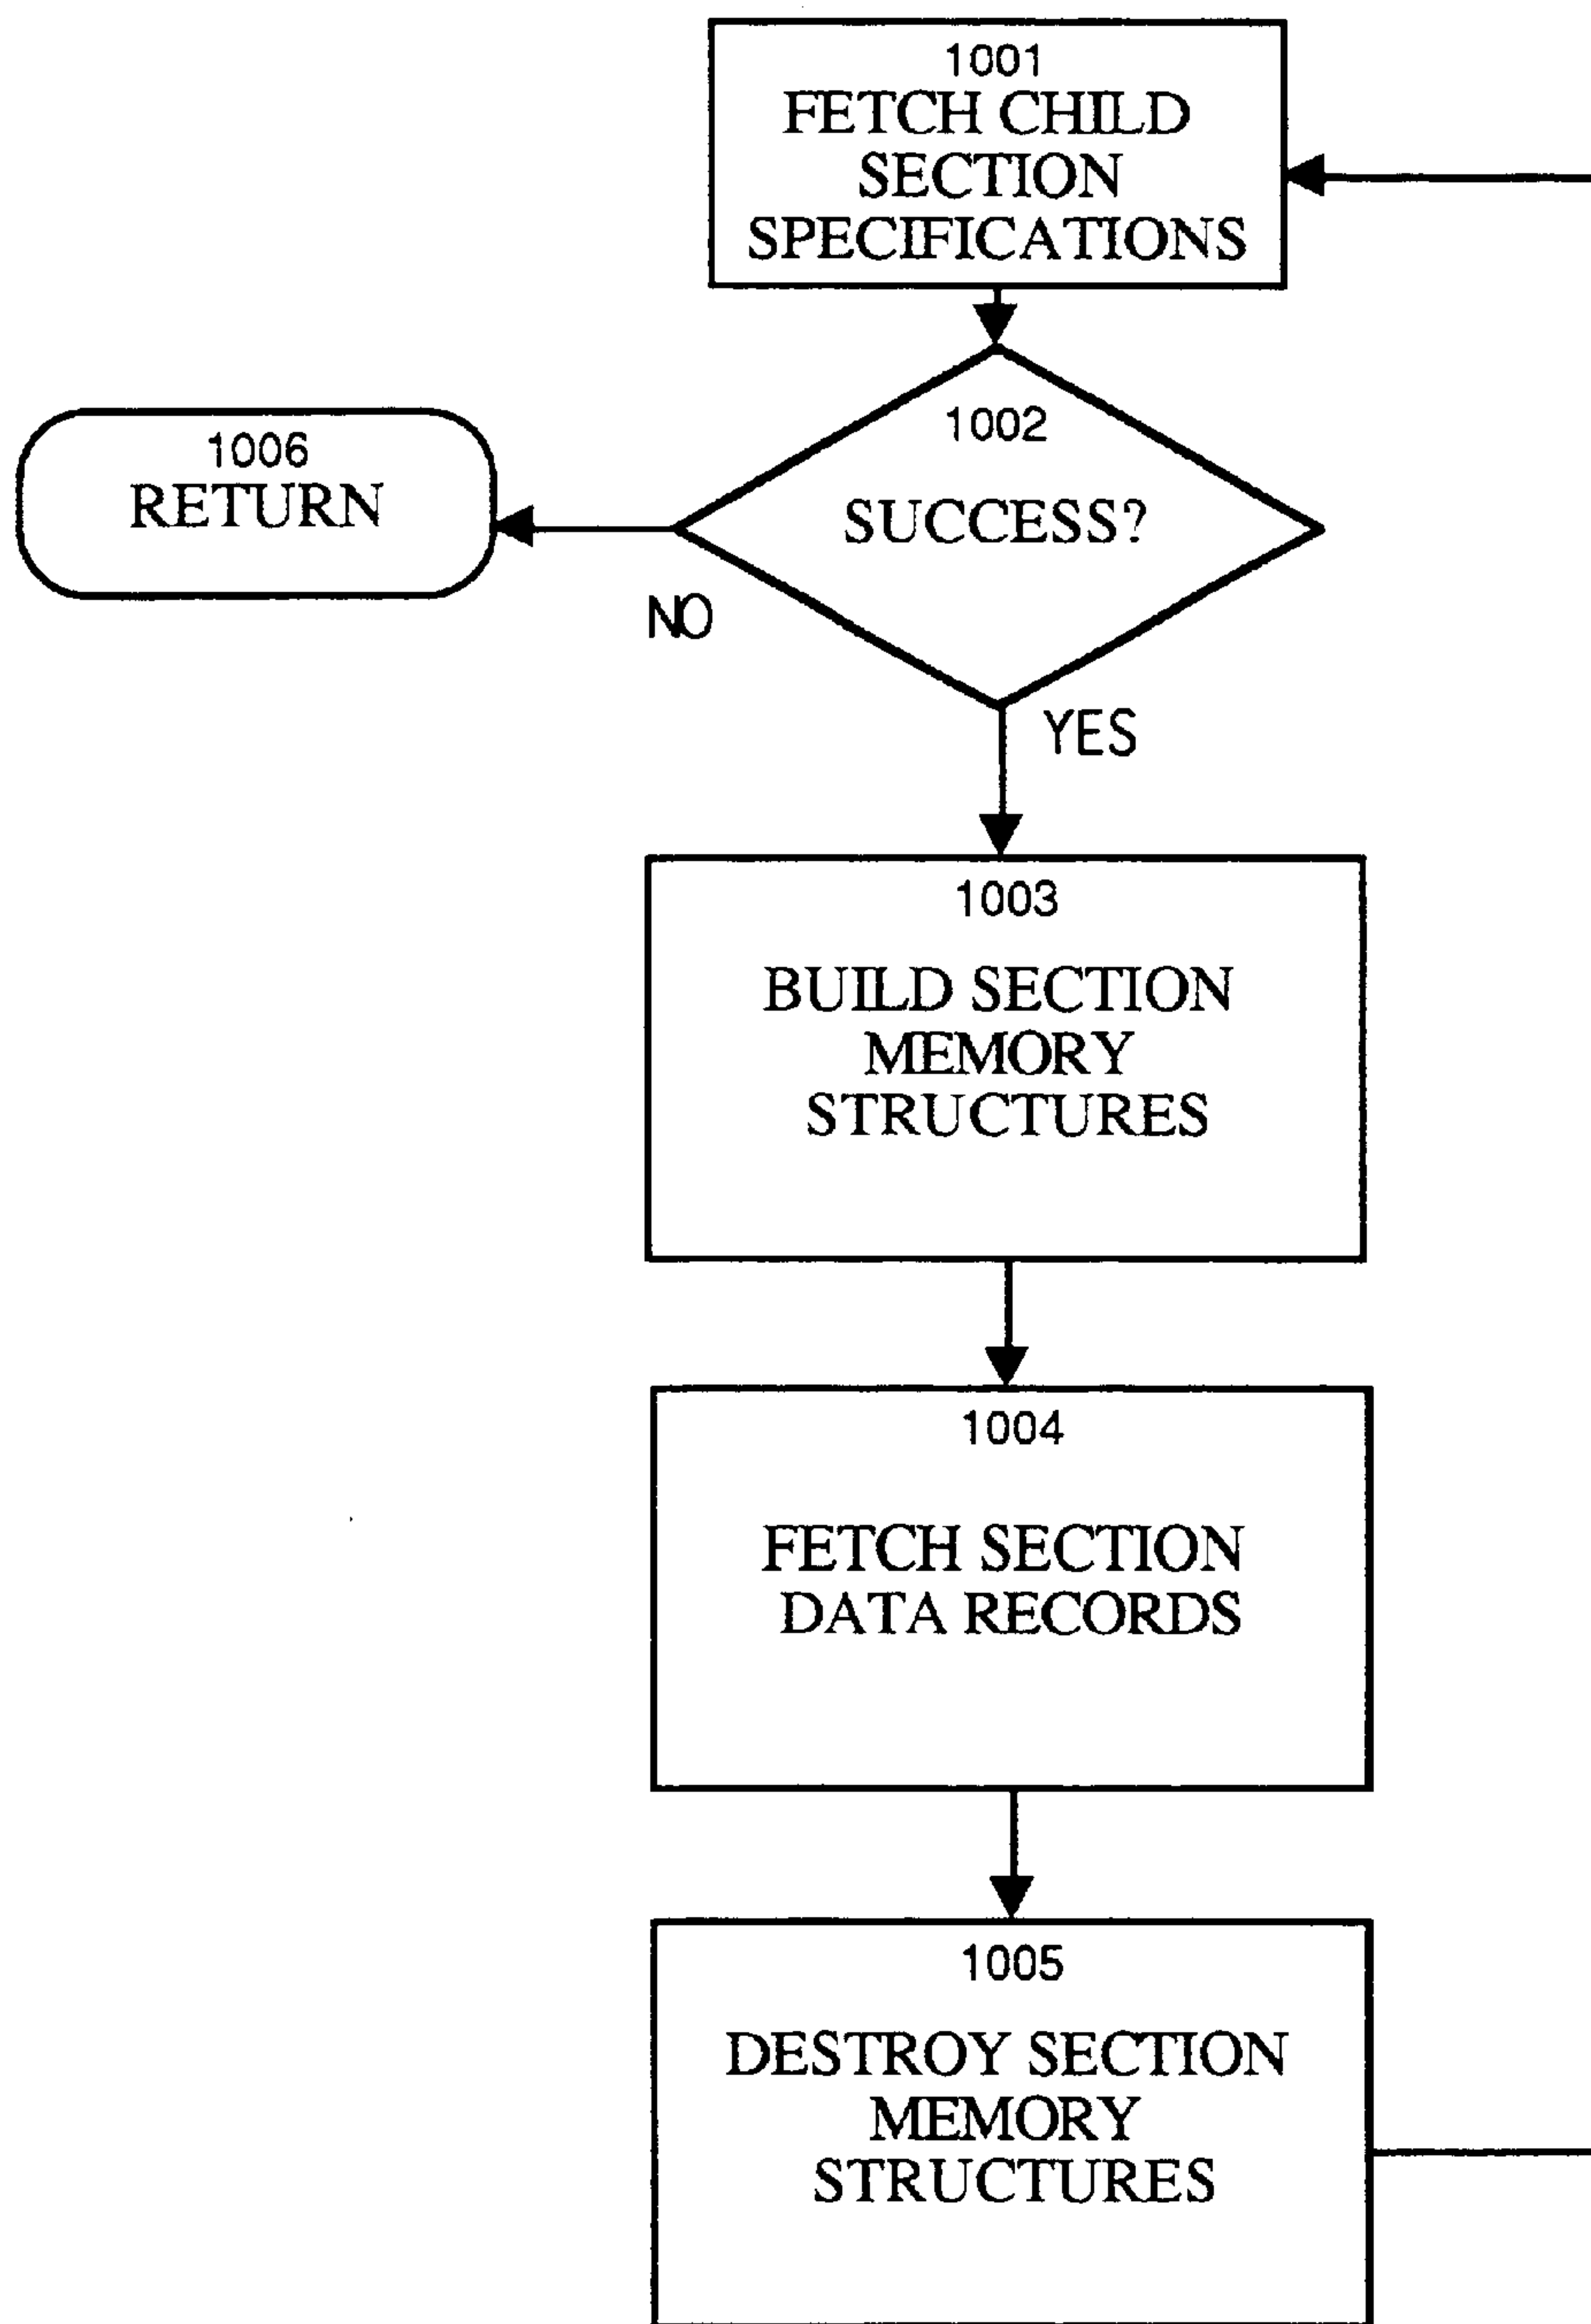 1001
FETCH CHILD
SECTION
SPECIFICATIONS
1002
SUCCESS?
1006
RETURN
NO
YES
1003
BUILD SECTION
MEMORY
STRUCTURES
1004
FETCH SECTION
DATA RECORDS
1005
DESTROY SECTION
MEMORY
STRUCTURES